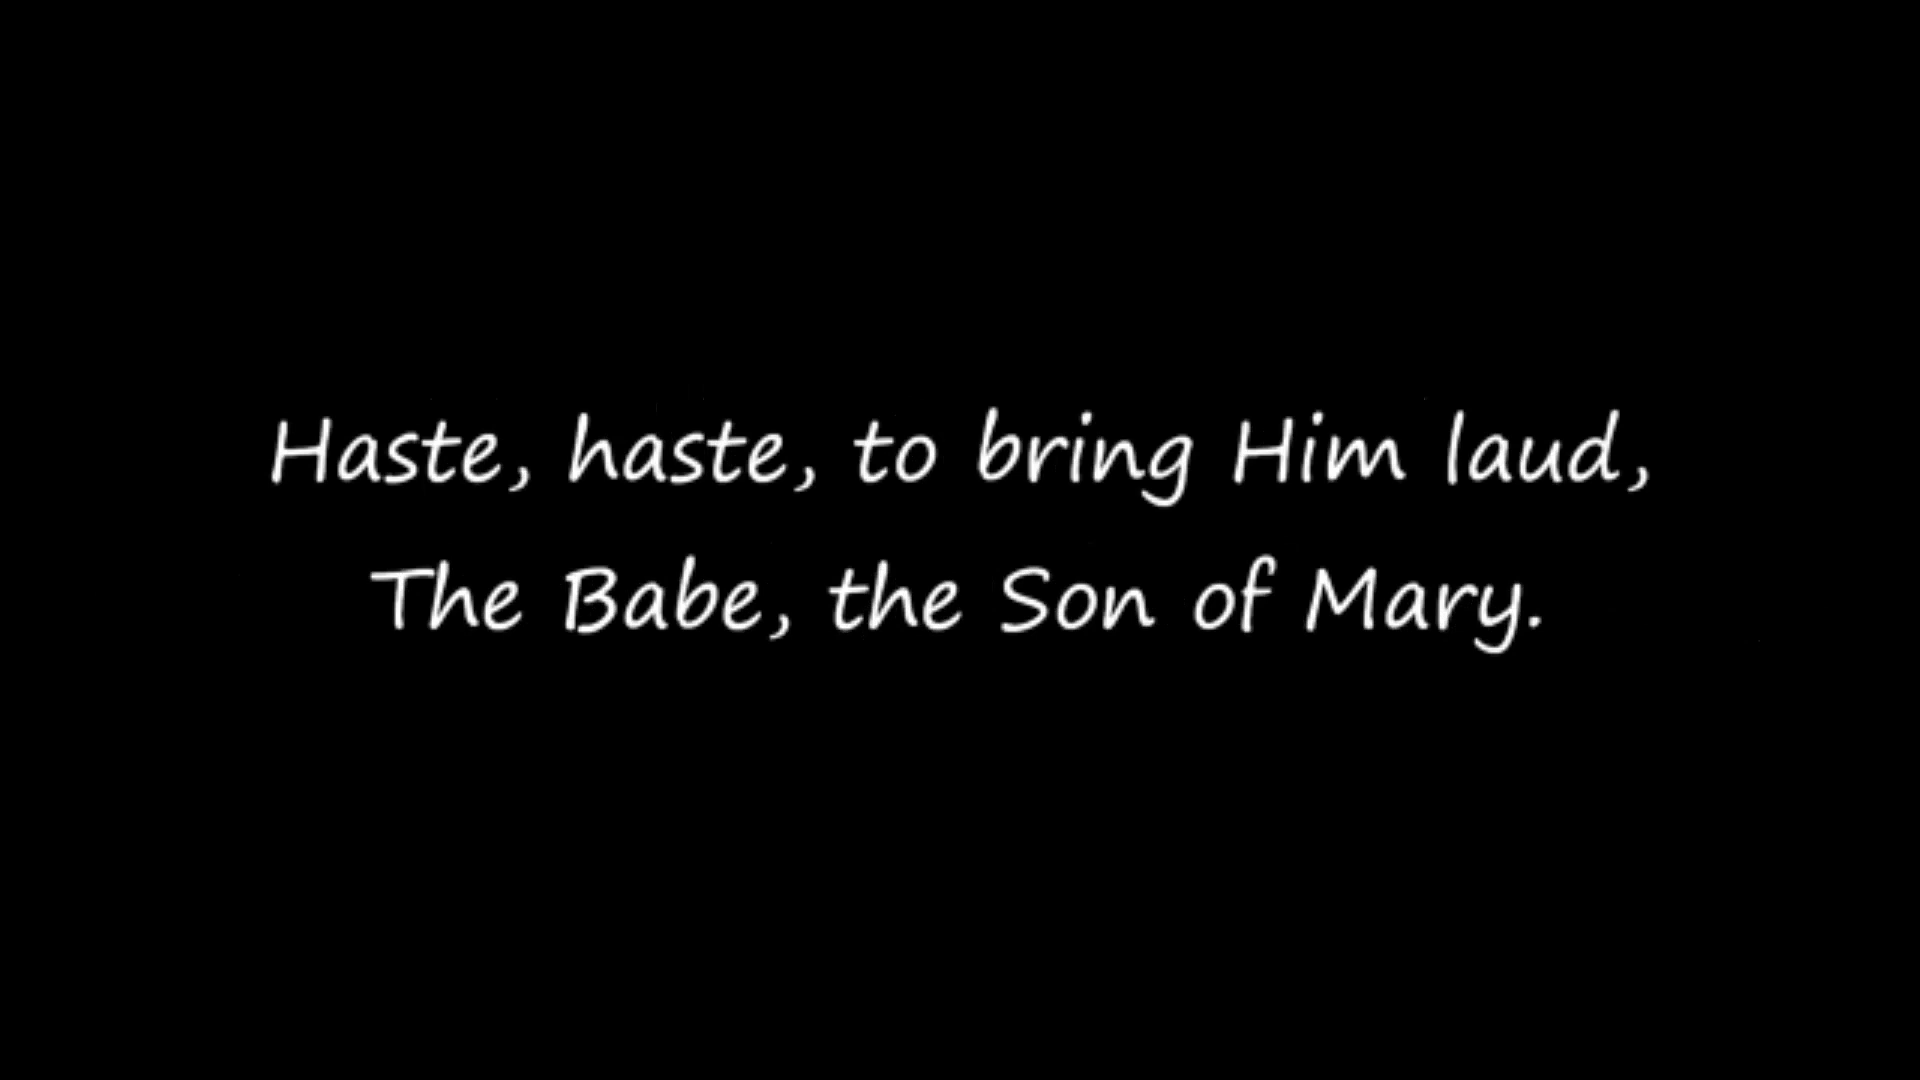 Haste, haste, to bring Him laud,
The Babe, the Son of Mary.